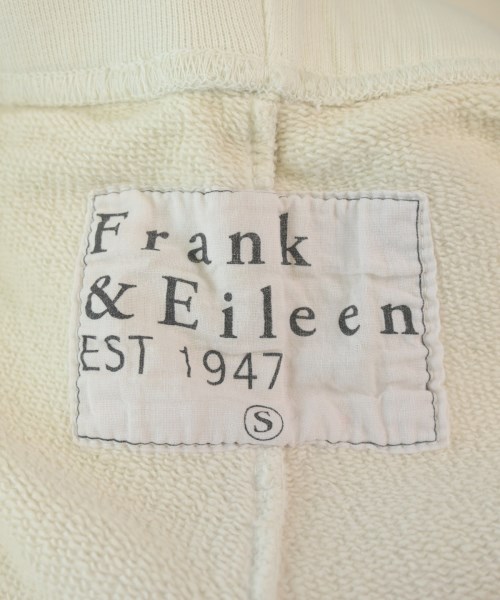 Frank
& Eileen
EST 1947
S